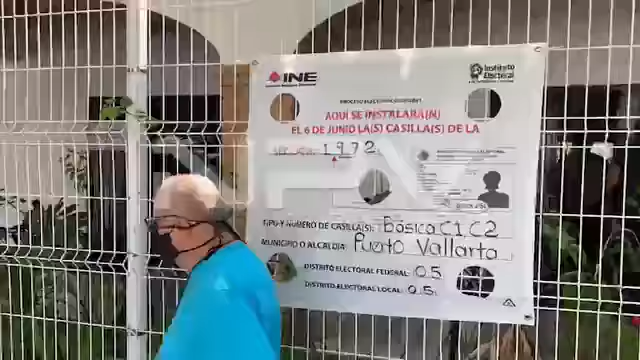 INE
Instituto
Electoral
AQUÍ SE INSTALARÁ(N)
EL 6 DE JUNIO LA(S) CASILLA(S) DE LA
1972
TIPO Y NÚMERO DE CASILLA(S): Básica C1, C2
MUNICIPIO O ALCALDÍA: Puerto Vallarta
DISTRITO ELECTORAL FEDERAL: 05.
DISTRITO ELECTORAL LOCAL: 05.